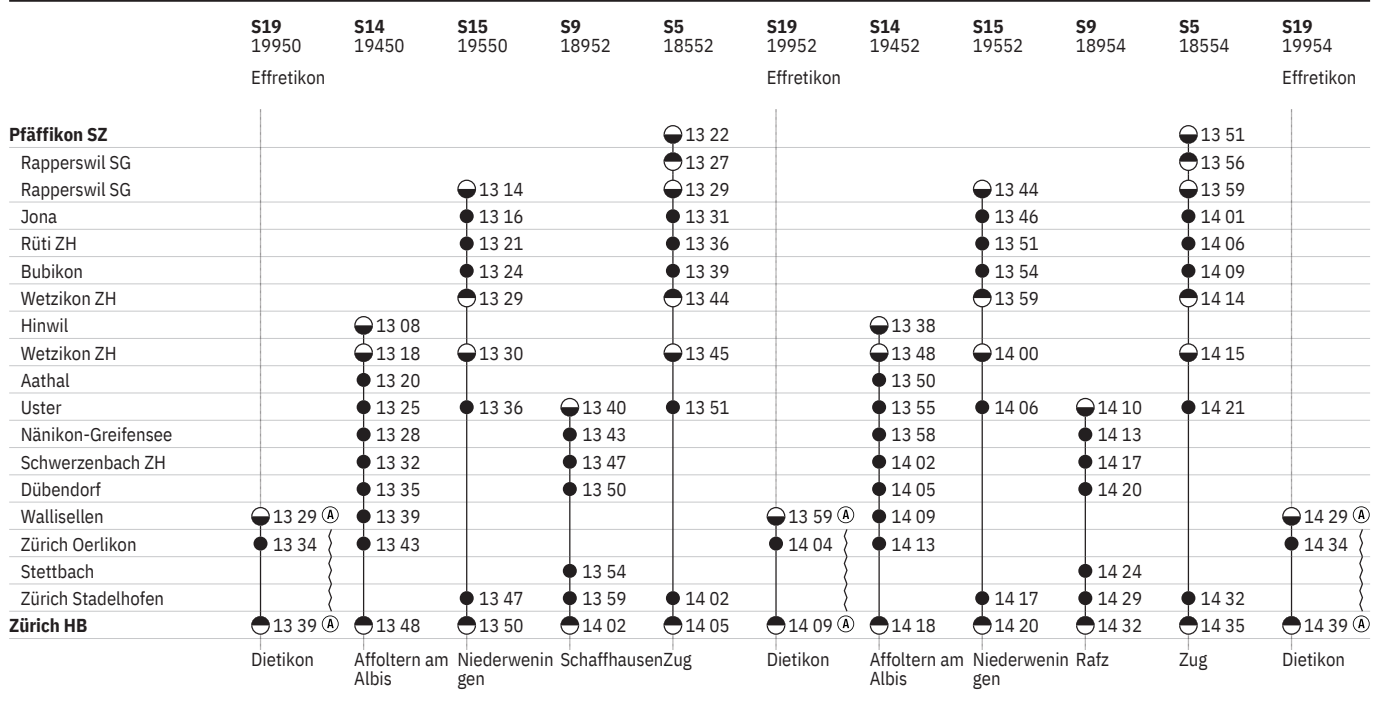 S19 S14 S15 S9 S5 S19 S14 S15 S9 S5 S19
19950 19450 19550 18952 18552 19952 19452 19552 18954 18554 19954
Effretikon Effretikon Effretikon
Pfäffikon SZ 13 22 13 51
Rapperswil SG 13 27 13 56
Rapperswil SG 13 14 13 29 13 44 13 59
Jona 13 16 13 31 13 46 14 01
Rüti ZH 13 21 13 36 13 51 14 06
Bubikon 13 24 13 39 13 54 14 09
Wetzikon ZH 13 29 13 44 13 59 14 14
Hinwil 13 08 13 38
Wetzikon ZH 13 18 13 30 13 45 13 48 14 00 14 15
Aathal 13 20 13 50
Uster 13 25 13 36 13 40 13 51 13 55 14 06 14 10 14 21
Nänikon-Greifensee 13 28 13 43 13 58 14 13
Schwerzenbach ZH 13 32 13 47 14 02 14 17
Dübendorf 13 35 13 50 14 05 14 20
Wallisellen 13 29 Ⓐ 13 39 13 59 Ⓐ 14 09 14 29 Ⓐ
Zürich Oerlikon 13 34 13 43 14 04 14 13 14 34
Stettbach 13 54 14 24
Zürich Stadelhofen 13 47 13 59 14 02 14 17 14 29 14 32
Zürich HB 13 39 Ⓐ 13 48 13 50 14 02 14 05 14 09 Ⓐ 14 18 14 20 14 32 14 35 14 39 Ⓐ
Dietikon Affoltern am Niederwenin Schaffhausen Zug Dietikon Affoltern am Niederwenin Rafz Zug Dietikon
Albis gen Albis gen